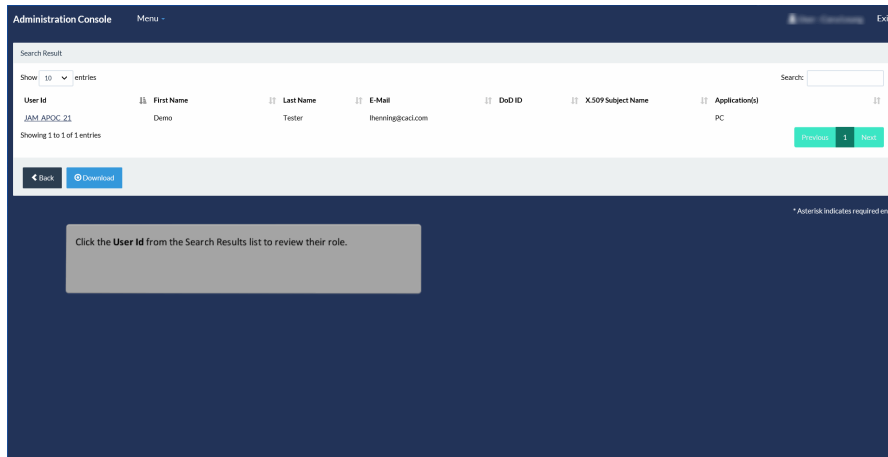 Administration Console Menu Exi
Search Result
Show 10 entries Search:
User Id First Name Last Name E-Mail DoD ID X.509 Subject Name Application(s)
JAM_APOC_21 Demo Tester lhenning@caci.com PC
Showing 1 to 1 of 1 entries
Previous 1 Next
Back Download
* Asterisk indicates required en
Click the User Id from the Search Results list to review their role.